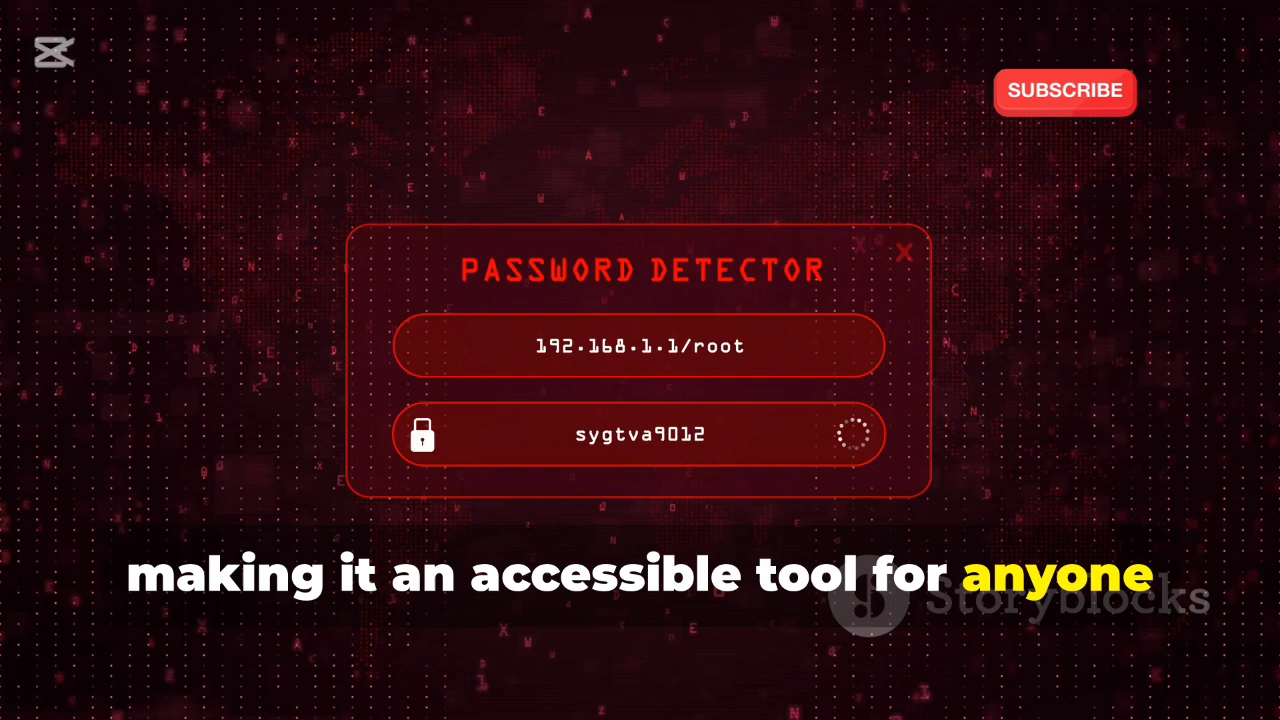 SUBSCRIBE
PASSWORD DETECTOR
192.168.1.1/root
sygtva9012
making it an accessible tool for anyone
Storyblocks